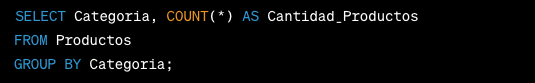 SELECT Categoria, COUNT(*) AS Cantidad_Productos
FROM Productos
GROUP BY Categoria;